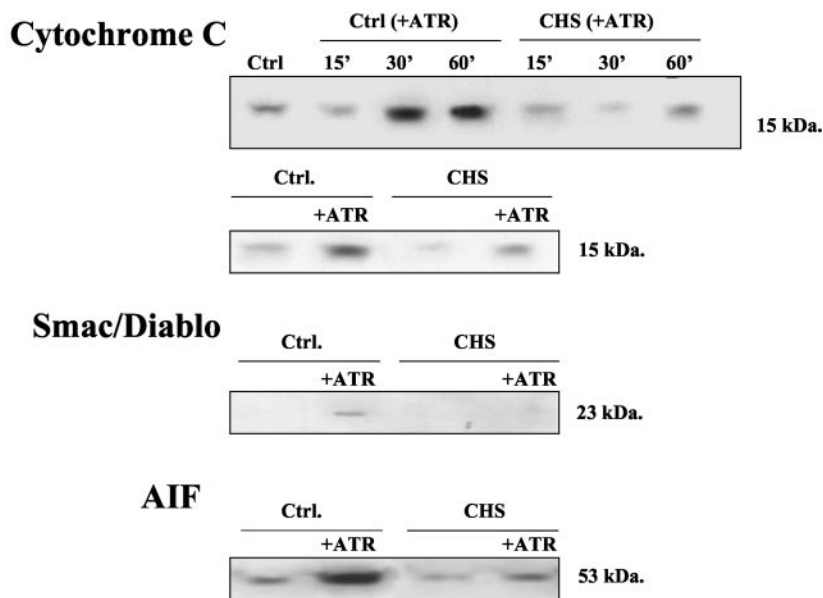 Cytochrome C
Ctrl (+ATR) CHS (+ATR)
Ctrl 15’ 30’ 60’ 15’ 30’ 60’
15 kDa.
Ctrl. CHS
+ATR +ATR
15 kDa.
Smac/Diablo
Ctrl. CHS
+ATR +ATR
23 kDa.
AIF
Ctrl. CHS
+ATR +ATR
53 kDa.